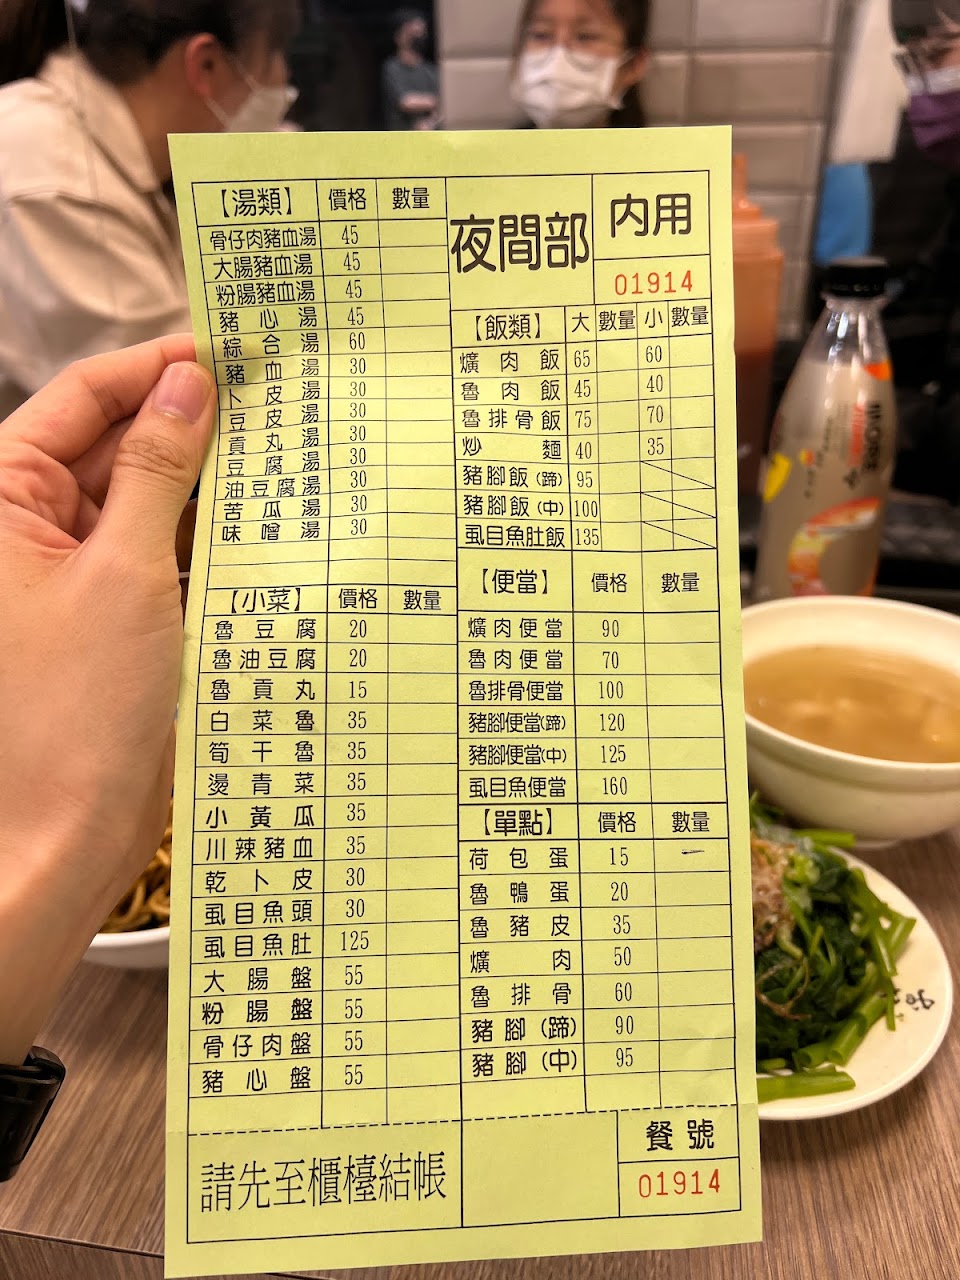 【湯類】 價格 數量
骨仔肉豬血湯 45
大腸豬血湯 45
粉腸豬血湯 45
豬心湯 45
綜合湯 60
豬血湯 30
卜皮湯 30
豆皮湯 30
貢丸湯 30
豆腐湯 30
油豆腐湯 30
苦瓜湯 30
味噌湯 30
【小菜】 價格 數量
魯豆腐 20
魯油豆腐 20
魯貢丸 15
白菜魯 35
筍干魯 35
燙青菜 35
小黃瓜 35
川辣豬血 35
乾卜皮 30
虱目魚頭 30
虱目魚肚 125
大腸盤 55
粉腸盤 55
骨仔肉盤 55
豬心盤 55
夜間部
內用
01914
【飯類】 大 數量 小 數量
爌肉飯 65 60
魯肉飯 45 40
魯排骨飯 75 70
炒麵 40 35
豬腳飯(蹄) 95
豬腳飯(中) 100
虱目魚肚飯 135
【便當】 價格 數量
爌肉便當 90
魯肉便當 70
魯排骨便當 100
豬腳便當(蹄) 120
豬腳便當(中) 125
虱目魚便當 160
【單點】 價格 數量
荷包蛋 15 一
魯鴨蛋 20
魯豬皮 35
爌肉 50
魯排骨 60
豬腳(蹄) 90
豬腳(中) 95
請先至櫃檯結帳
餐號
01914